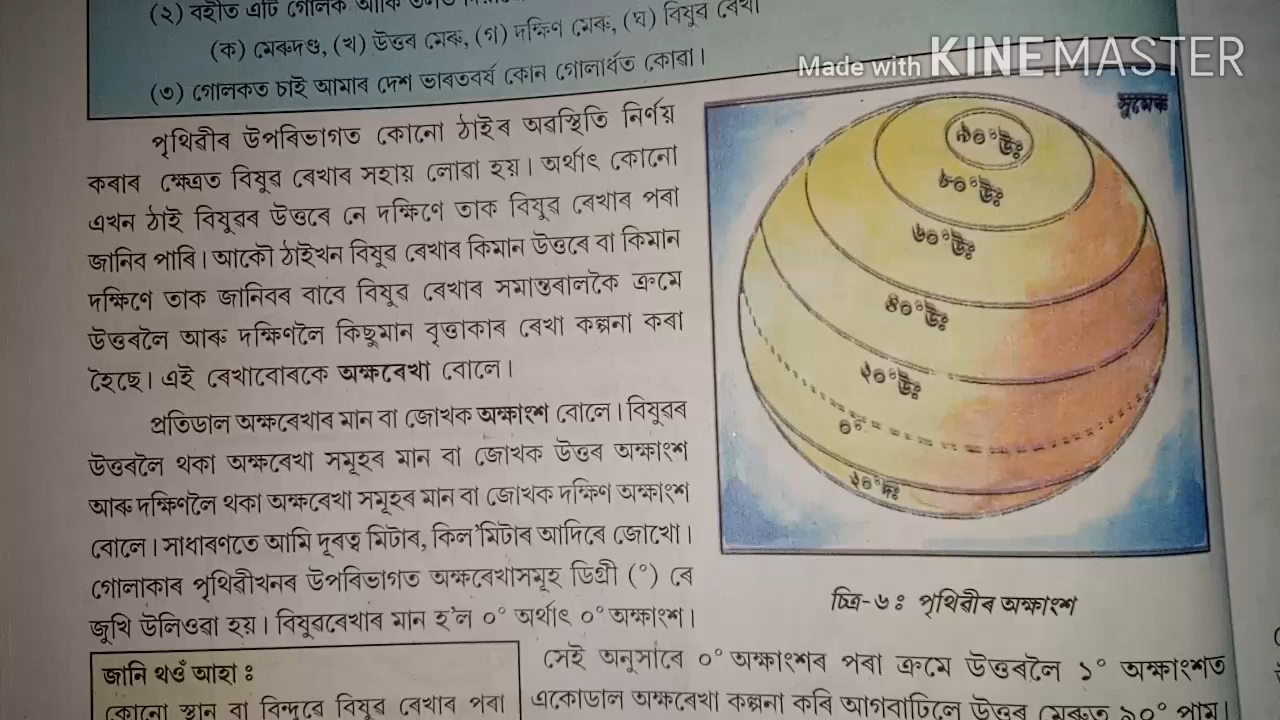 (২) বহীত এটা গোলক আঁকি
(ক) মেৰুদণ্ড, (খ) উত্তৰ মেৰু, (গ) দক্ষিণ মেৰু, (ঘ) বিষুৱ ৰেখা
(৩) গোলকত চাই আমাৰ দেশ ভাৰতবৰ্ষ কোন গোলাৰ্ধত কোৱা।
Made with KINEMASTER
পৃথিৱীৰ উপৰিভাগত কোনো ঠাইৰ অৱস্থিতি নিৰ্ণয়
কৰাৰ ক্ষেত্ৰত বিষুৱ ৰেখাৰ সহায় লোৱা হয়। অৰ্থাৎ কোনো
এখন ঠাই বিষুৱৰ উত্তৰে নে দক্ষিণে তাক বিষুৱ ৰেখাৰ পৰা
জানিব পাৰি। আকৌ ঠাইখন বিষুৱ ৰেখাৰ কিমান উত্তৰে বা কিমান
দক্ষিণে তাক জানিবৰ বাবে বিষুৱ ৰেখাৰ সমান্তৰালকৈ ক্ৰমে
উত্তৰলৈ আৰু দক্ষিণলৈ কিছুমান বৃত্তাকাৰ ৰেখা কল্পনা কৰা
হৈছে। এই ৰেখাবোৰকে অক্ষৰেখা বোলে।
প্ৰতিডাল অক্ষৰেখাৰ মান বা জোখক অক্ষাংশ বোলে। বিষুৱৰ
উত্তৰলৈ থকা অক্ষৰেখা সমূহৰ মান বা জোখক উত্তৰ অক্ষাংশ
আৰু দক্ষিণলৈ থকা অক্ষৰেখা সমূহৰ মান বা জোখক দক্ষিণ অক্ষাংশ
বোলে। সাধাৰণতে আমি দূৰত্ব মিটাৰ, কিল'মিটাৰ আদিৰে জোখো।
গোলাকাৰ পৃথিৱীখনৰ উপৰিভাগত অক্ষৰেখাসমূহ ডিগ্ৰী (°) ৰে
জুখি উলিওৱা হয়। বিষুৱৰেখাৰ মান হ'ল ০° অৰ্থাৎ ০° অক্ষাংশ।
সুমেৰু
৯০°উঃ
৮০°উঃ
৬০°উঃ
৪০°উঃ
২০°উঃ
০°
২০°দঃ
চিত্ৰ-৬ঃ পৃথিৱীৰ অক্ষাংশ
জানি থওঁ আহা ঃ
কোনো স্থান বা বিন্দুৰে বিষুৱ ৰেখাৰ পৰা
সেই অনুসাৰে ০° অক্ষাংশৰ পৰা ক্ৰমে উত্তৰলৈ ১° অক্ষাংশত
একোডাল অক্ষৰেখা কল্পনা কৰি আগবাঢ়িলে উত্তৰ মেৰুত ৯০° পাম।